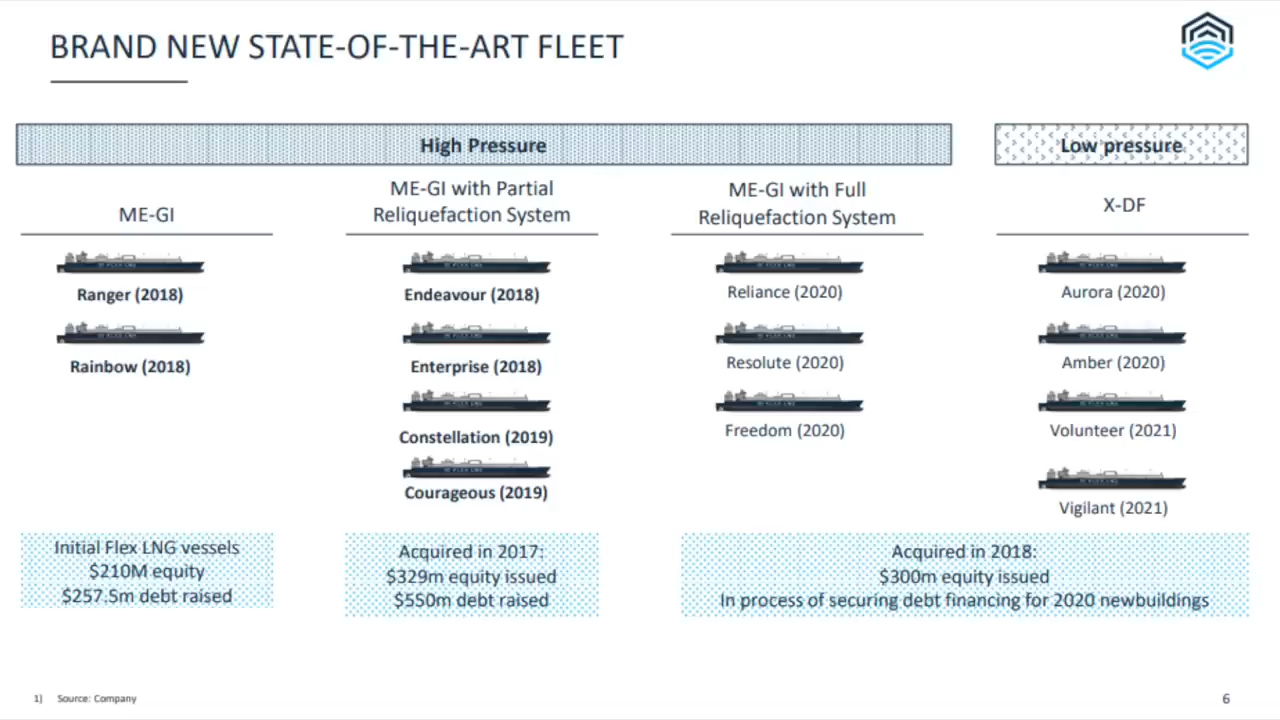 BRAND NEW STATE-OF-THE-ART FLEET
High Pressure
Low pressure
ME-GI
ME-GI with Partial
Reliquefaction System
ME-GI with Full
Reliquefaction System
X-DF
Ranger (2018)
Rainbow (2018)
Endeavour (2018)
Enterprise (2018)
Constellation (2019)
Courageous (2019)
Reliance (2020)
Resolute (2020)
Freedom (2020)
Aurora (2020)
Amber (2020)
Volunteer (2021)
Vigilant (2021)
Initial Flex LNG vessels
$210M equity
$257.5m debt raised
Acquired in 2017:
$329m equity issued
$550m debt raised
Acquired in 2018:
$300m equity issued
In process of securing debt financing for 2020 newbuildings
1) Source: Company
6